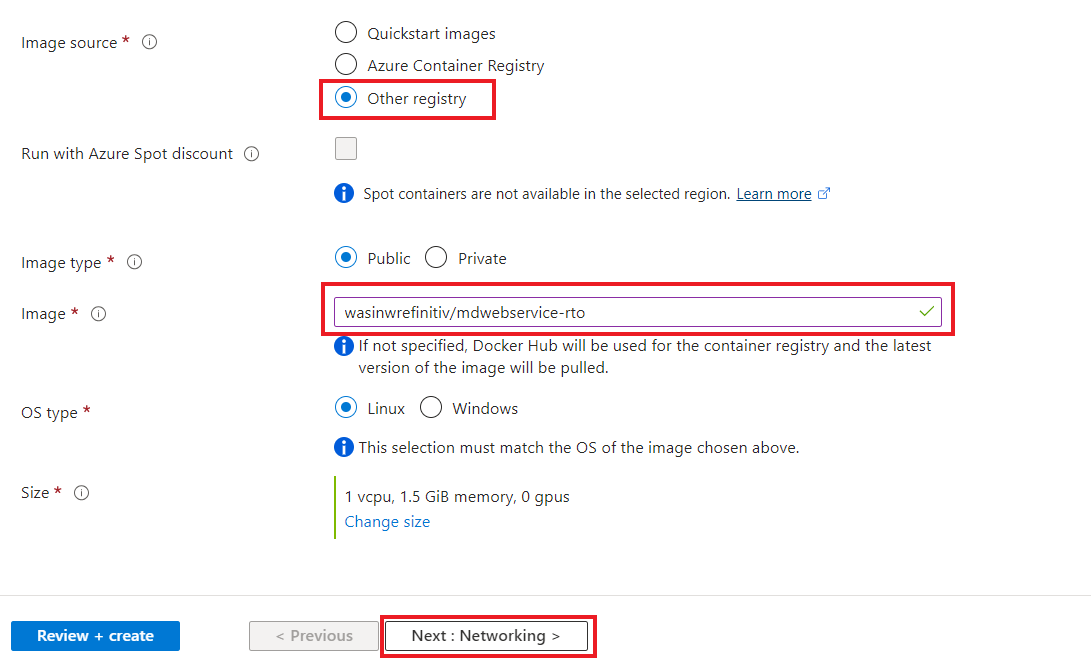 Image source *
Quickstart images
Azure Container Registry
Other registry
Run with Azure Spot discount
Spot containers are not available in the selected region. Learn more
Image type *
Public
Private
Image *
wasinwrefinitiv/mdwebservice-rto
If not specified, Docker Hub will be used for the container registry and the latest
version of the image will be pulled.
OS type *
Linux
Windows
This selection must match the OS of the image chosen above.
Size *
1 vcpu, 1.5 GiB memory, 0 gpus
Change size
Review + create
< Previous
Next : Networking >